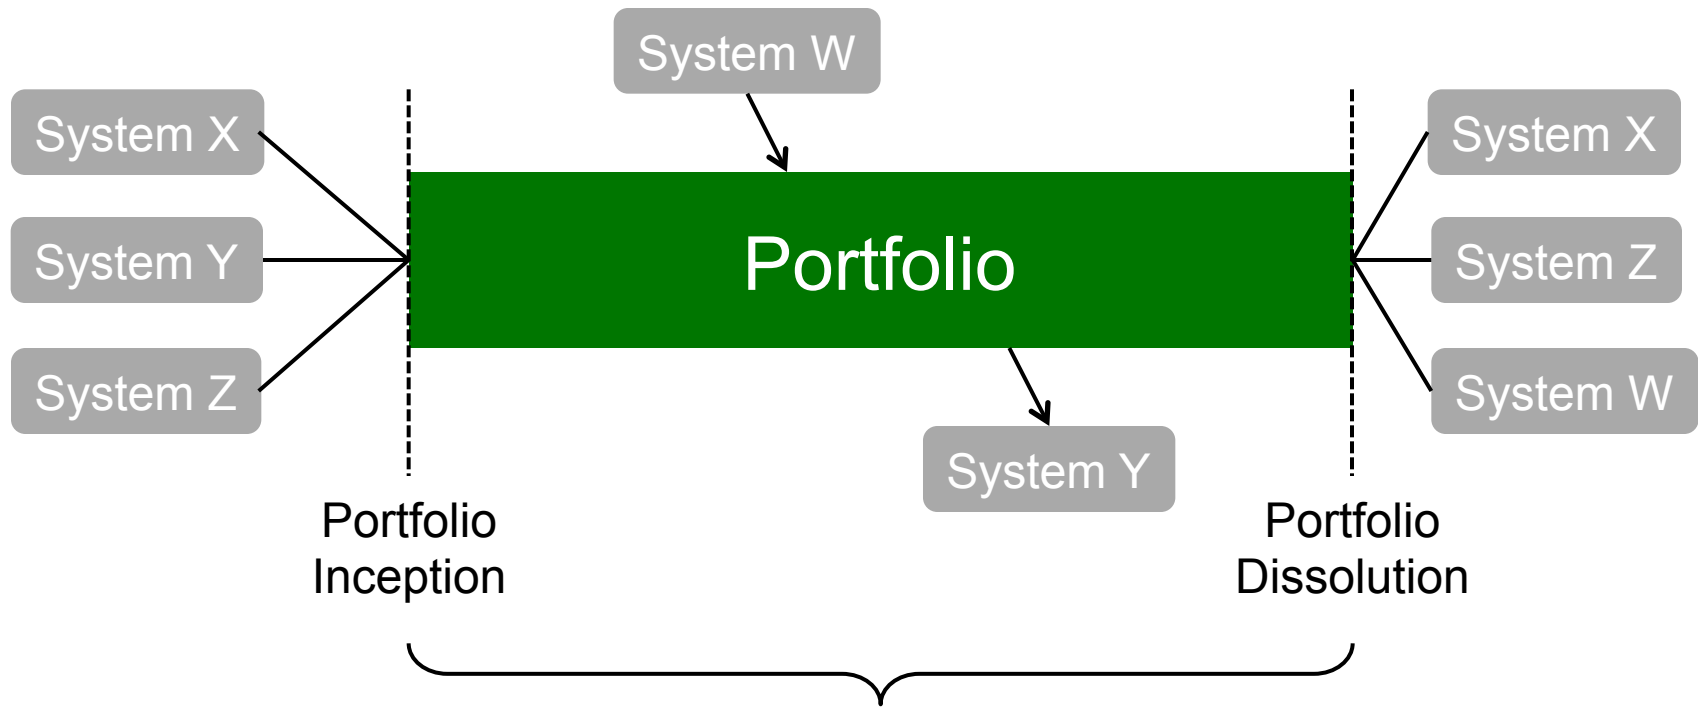 System W
System X
System Y
System Z
Portfolio
System Y
System X
System Z
System W
Portfolio
Inception
Portfolio
Dissolution